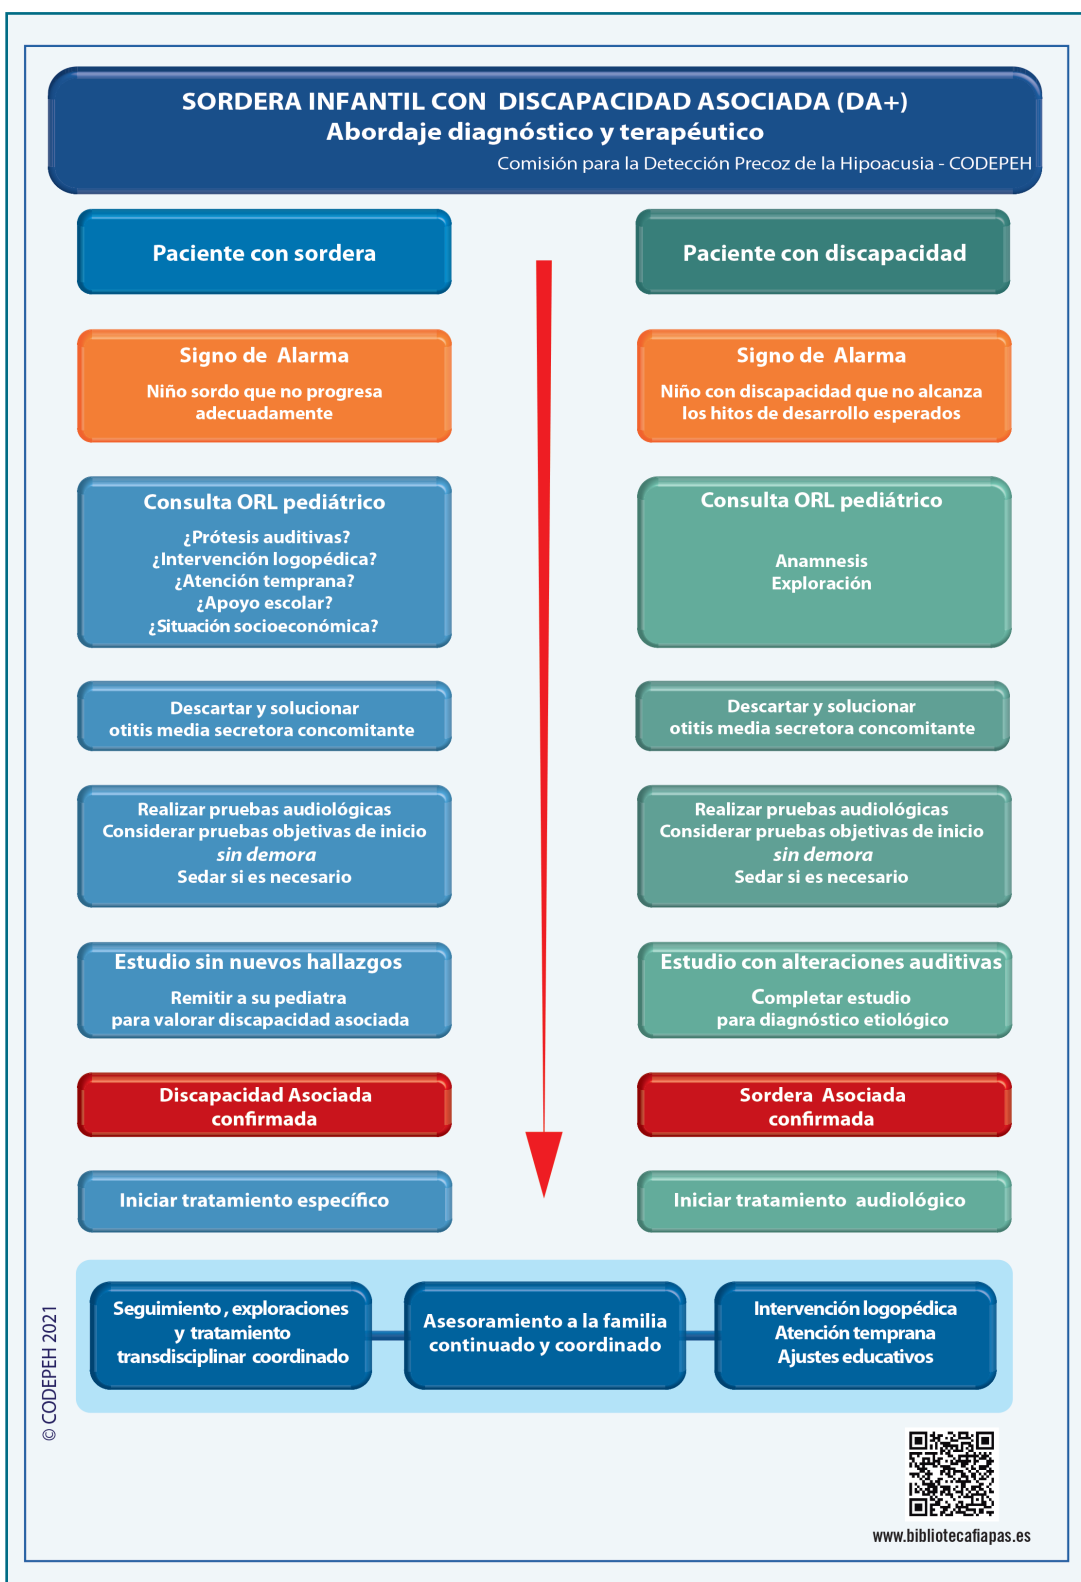 SORDERA INFANTIL CON DISCAPACIDAD ASOCIADA (DA+)
Abordaje diagnóstico y terapéutico
Comisión para la Detección Precoz de la Hipoacusia - CODEPEH
Paciente con sordera
Signo de Alarma
Niño sordo que no progresa
adecuadamente
Consulta ORL pediátrico
¿Prótesis auditivas?
¿Intervención logopédica?
¿Atención temprana?
¿Apoyo escolar?
¿Situación socioeconómica?
Descartar y solucionar
otitis media secretora concomitante
Realizar pruebas audiológicas
Considerar pruebas objetivas de inicio
sin demora
Sedar si es necesario
Estudio sin nuevos hallazgos
Remitir a su pediatra
para valorar discapacidad asociada
Discapacidad Asociada
confirmada
Iniciar tratamiento específico
Paciente con discapacidad
Signo de Alarma
Niño con discapacidad que no alcanza
los hitos de desarrollo esperados
Consulta ORL pediátrico
Anamnesis
Exploración
Descartar y solucionar
otitis media secretora concomitante
Realizar pruebas audiológicas
Considerar pruebas objetivas de inicio
sin demora
Sedar si es necesario
Estudio con alteraciones auditivas
Completar estudio
para diagnóstico etiológico
Sordera Asociada
confirmada
Iniciar tratamiento audiológico
Seguimiento, exploraciones
y tratamiento
transdisciplinar coordinado
Asesoramiento a la familia
continuado y coordinado
Intervención logopédica
Atención temprana
Ajustes educativos
© CODEPEH 2021
www.bibliotecafiapas.es